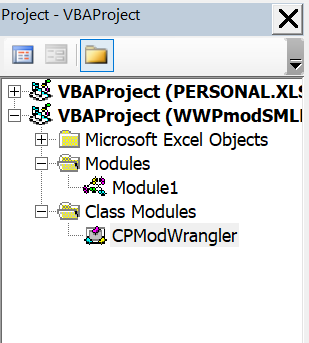 Project - VBAProject
VBAProject (PERSONAL.XLS
VBAProject (WWPmodSMLI
Microsoft Excel Objects
Modules
Module1
Class Modules
CPModWrangler